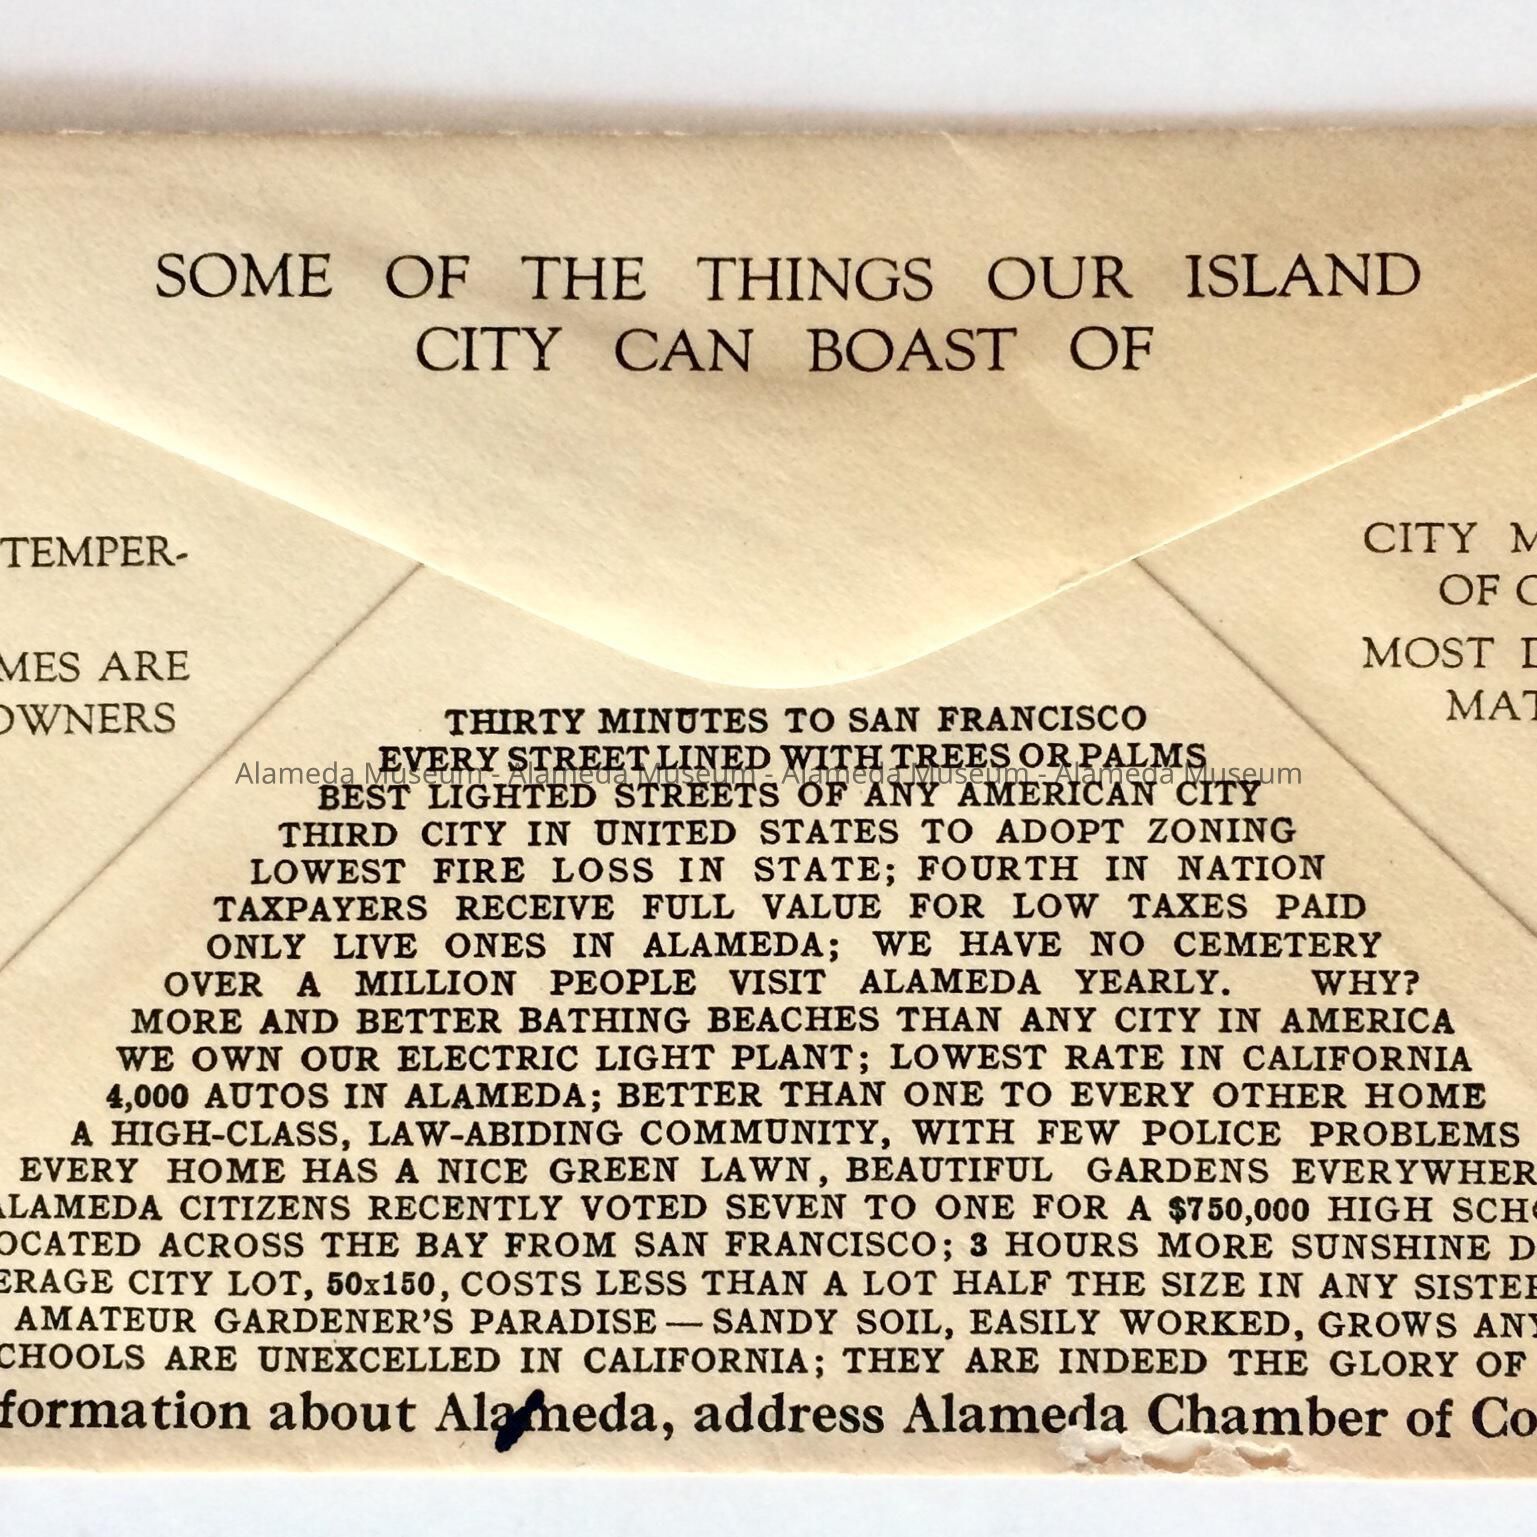 SOME OF THE THINGS OUR ISLAND
CITY CAN BOAST OF
TEMPER-
MES ARE
OWNERS
CITY M
OF
MOST
MAT
THIRTY MINUTES TO SAN FRANCISCO
EVERY STREET LINED WITH TREES OR PALMS
Alameda Museum - Alameda Museum - Alameda Museum - Alameda Museum
BEST LIGHTED STREETS OF ANY AMERICAN CITY
THIRD CITY IN UNITED STATES TO ADOPT ZONING
LOWEST FIRE LOSS IN STATE; FOURTH IN NATION
TAXPAYERS RECEIVE FULL VALUE FOR LOW TAXES PAID
ONLY LIVE ONES IN ALAMEDA; WE HAVE NO CEMETERY
OVER A MILLION PEOPLE VISIT ALAMEDA YEARLY. WHY?
MORE AND BETTER BATHING BEACHES THAN ANY CITY IN AMERICA
WE OWN OUR ELECTRIC LIGHT PLANT; LOWEST RATE IN CALIFORNIA
4,000 AUTOS IN ALAMEDA; BETTER THAN ONE TO EVERY OTHER HOME
A HIGH-CLASS, LAW-ABIDING COMMUNITY, WITH FEW POLICE PROBLEMS
EVERY HOME HAS A NICE GREEN LAWN, BEAUTIFUL GARDENS EVERYWHER
ALAMEDA CITIZENS RECENTLY VOTED SEVEN TO ONE FOR A $750,000 HIGH SCH
OCATED ACROSS THE BAY FROM SAN FRANCISCO; 3 HOURS MORE SUNSHINE D
ERAGE CITY LOT, 50x150, COSTS LESS THAN A LOT HALF THE SIZE IN ANY SISTER
AMATEUR GARDENER'S PARADISE — SANDY SOIL, EASILY WORKED, GROWS ANY
CHOOLS ARE UNEXCELLED IN CALIFORNIA; THEY ARE INDEED THE GLORY OF
formation about Alameda, address Alameda Chamber of Co